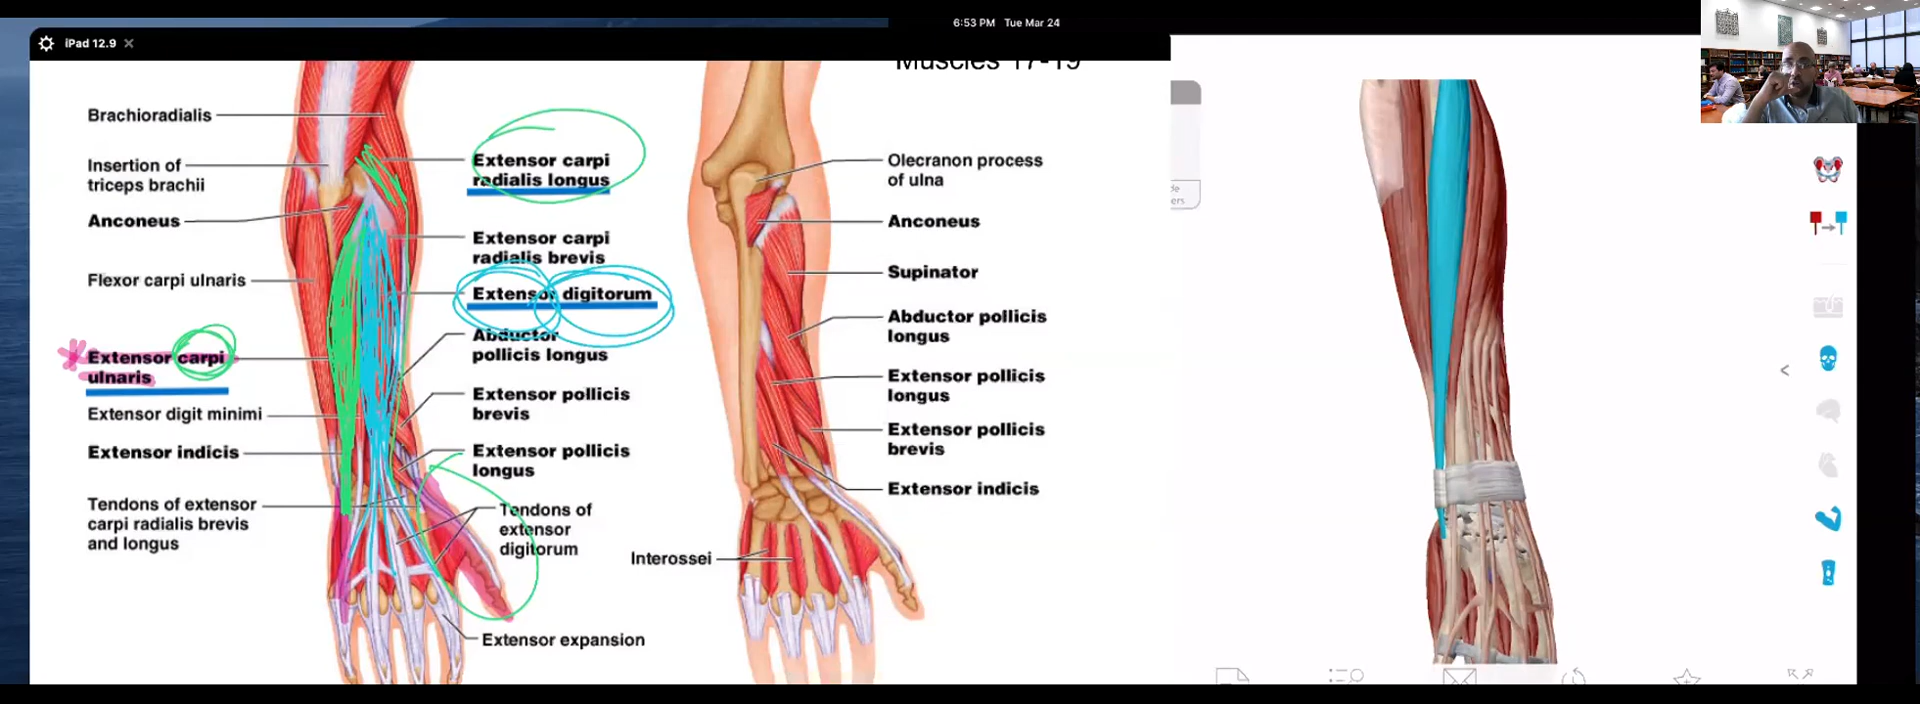 6:53 PM Tue Mar 24
iPad 12.9
Muscles 17-19
Brachioradialis
Insertion of
triceps brachii
Anconeus
Flexor carpi ulnaris
Extensor carpi
ulnaris
Extensor digit minimi
Extensor indicis
Tendons of extensor
carpi radialis brevis
and longus
Extensor carpi
radialis longus
Extensor carpi
radialis brevis
Extensor digitorum
Abductor
pollicis longus
Extensor pollicis
brevis
Extensor pollicis
longus
Tendons of
extensor
digitorum
Extensor expansion
Olecranon process
of ulna
Anconeus
Supinator
Abductor pollicis
longus
Extensor pollicis
longus
Extensor pollicis
brevis
Extensor indicis
Interossei